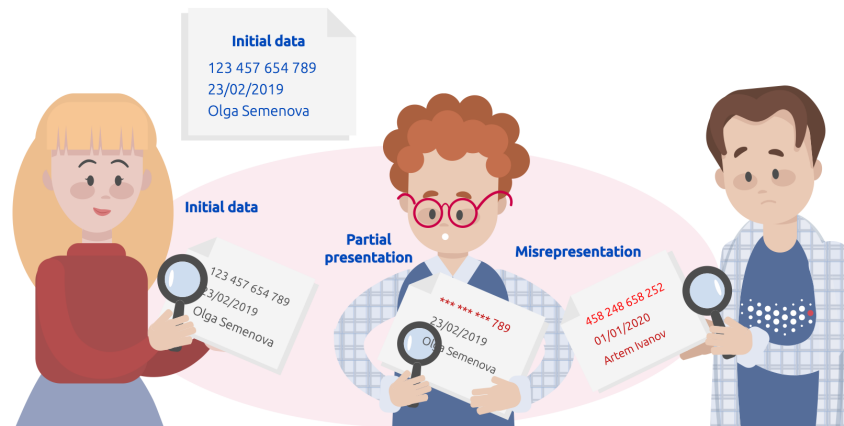 Initial data
123 457 654 789
23/02/2019
Olga Semenova
Initial data
123 457 654 789
23/02/2019
Olga Semenova
Partial
presentation
*** *** *** 789
23/02/2019
Olga Semenova
Misrepresentation
458 248 658 252
01/01/2020
Artem Ivanov